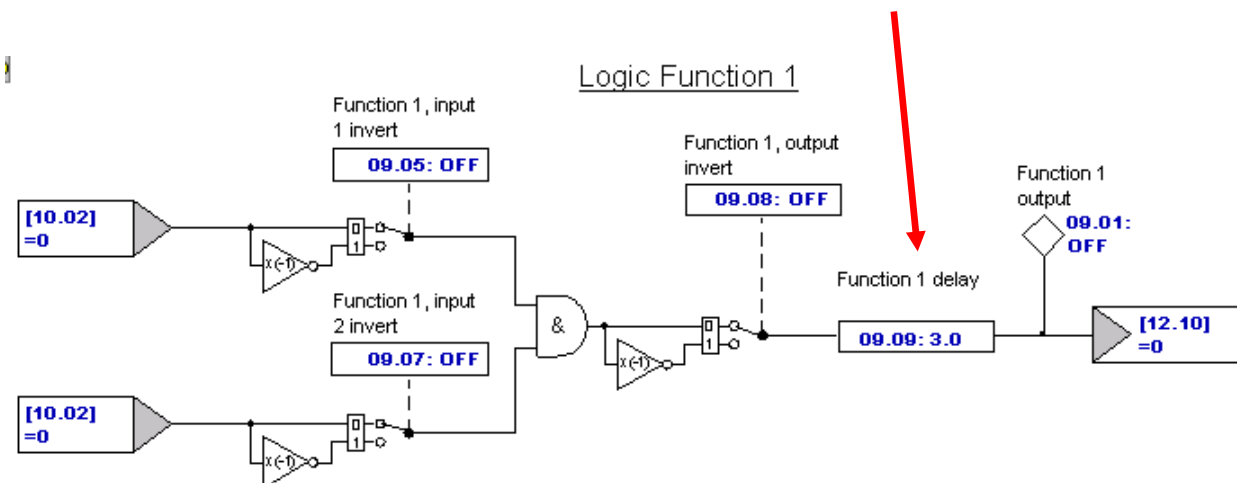 Logic Function 1
Function 1, input
1 invert
09.05: OFF
Function 1, output
invert
09.08: OFF
Function 1
output
09.01:
OFF
[10.02]
=0
0
1
x(-1)
Function 1, input
2 invert
09.07: OFF
&
0
1
x(-1)
Function 1 delay
09.09: 3.0
[12.10]
=0
[10.02]
=0
0
1
x(-1)